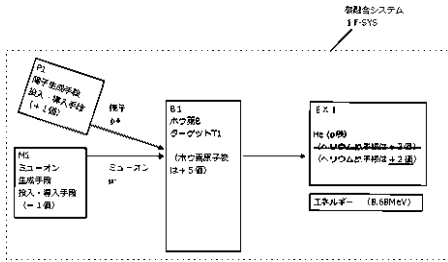 核融合システム
1 F-SYS
P1
陽子生成手段
投入・導入手段
(+1価)
陽子
p+
M1
ミューオン
生成手段
投入・導入手段
(-1価)
ミューオン
μ-
B1
ホウ素B
ターゲットT1
(ホウ素原子核
は+5価)
EX1
He (α線)
(ヘリウム原子核は+2価)
(ヘリウム原子核は+2価)
エネルギー (8.68MeV)